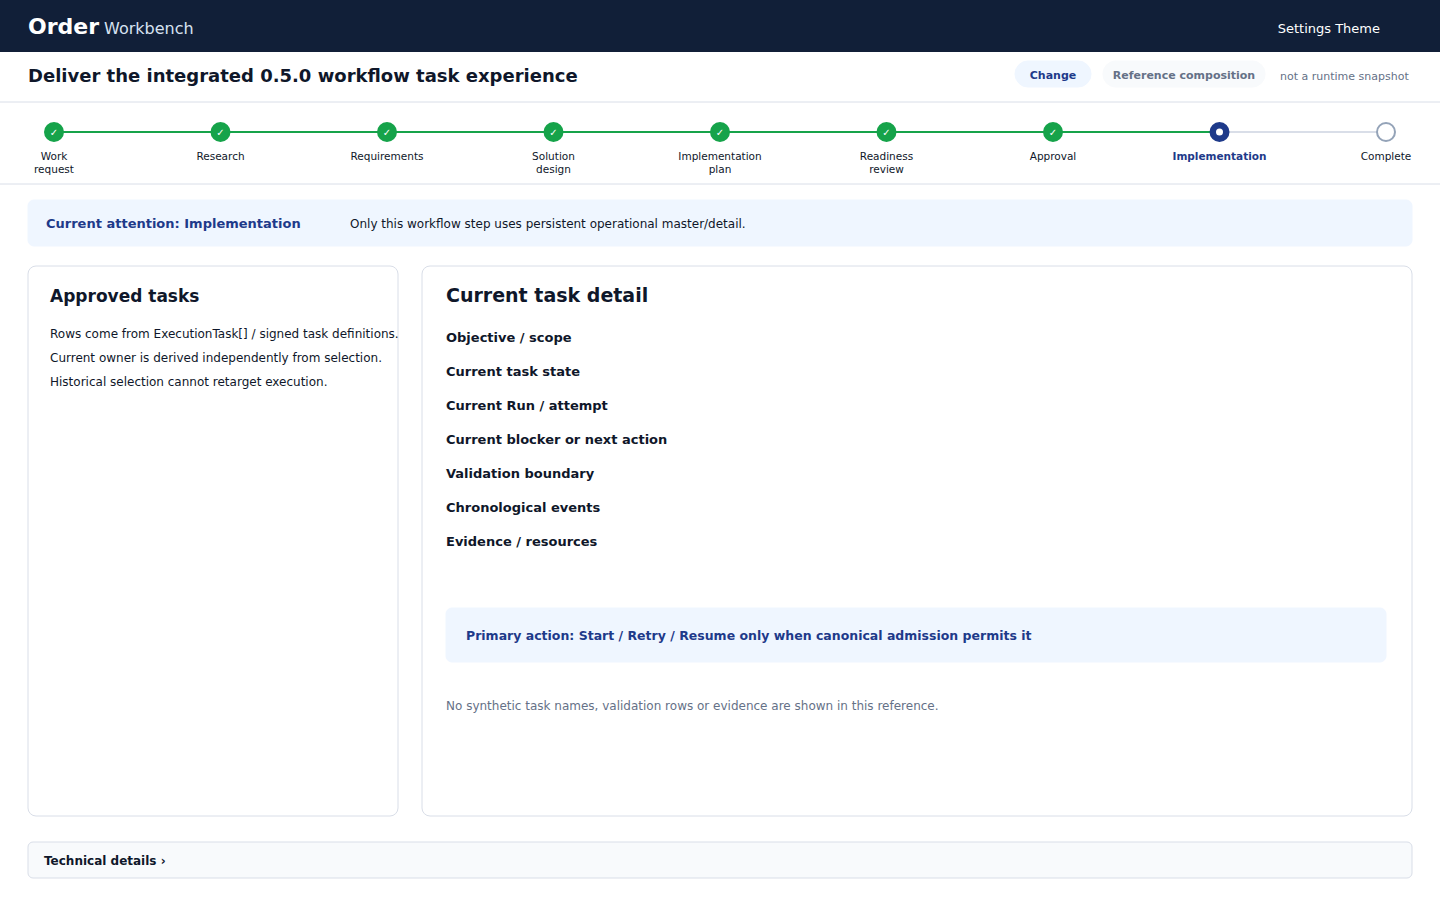 Order Workbench
Settings Theme
Deliver the integrated 0.5.0 workflow task experience
Change
Reference composition
not a runtime snapshot
✓ ✓ ✓ ✓ ✓ ✓ ✓
Work
request
Research
Requirements
Solution
design
Implementation
plan
Readiness
review
Approval
Implementation
Complete
Current attention: Implementation
Only this workflow step uses persistent operational master/detail.
Approved tasks
Rows come from ExecutionTask[] / signed task definitions.
Current owner is derived independently from selection.
Historical selection cannot retarget execution.
Current task detail
Objective / scope
Current task state
Current Run / attempt
Current blocker or next action
Validation boundary
Chronological events
Evidence / resources
Primary action: Start / Retry / Resume only when canonical admission permits it
No synthetic task names, validation rows or evidence are shown in this reference.
Technical details ›